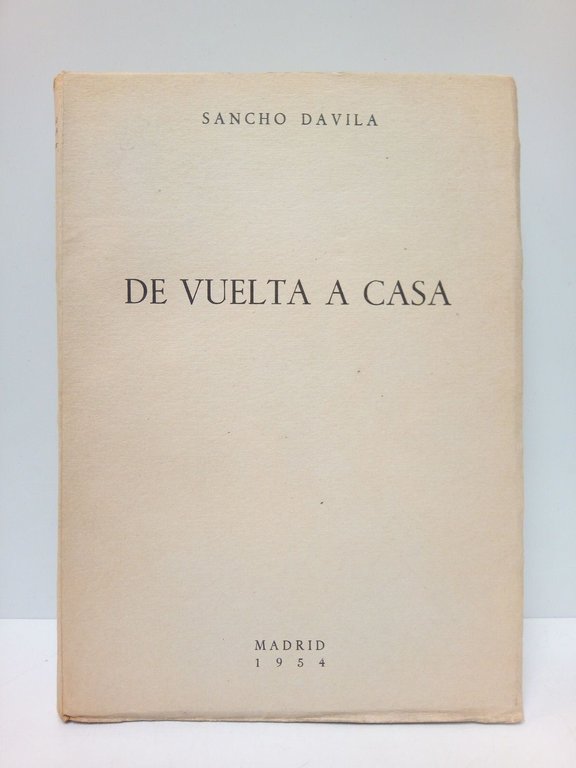 SANCHO DAVILA
DE VUELTA A CASA
MADRID
1954